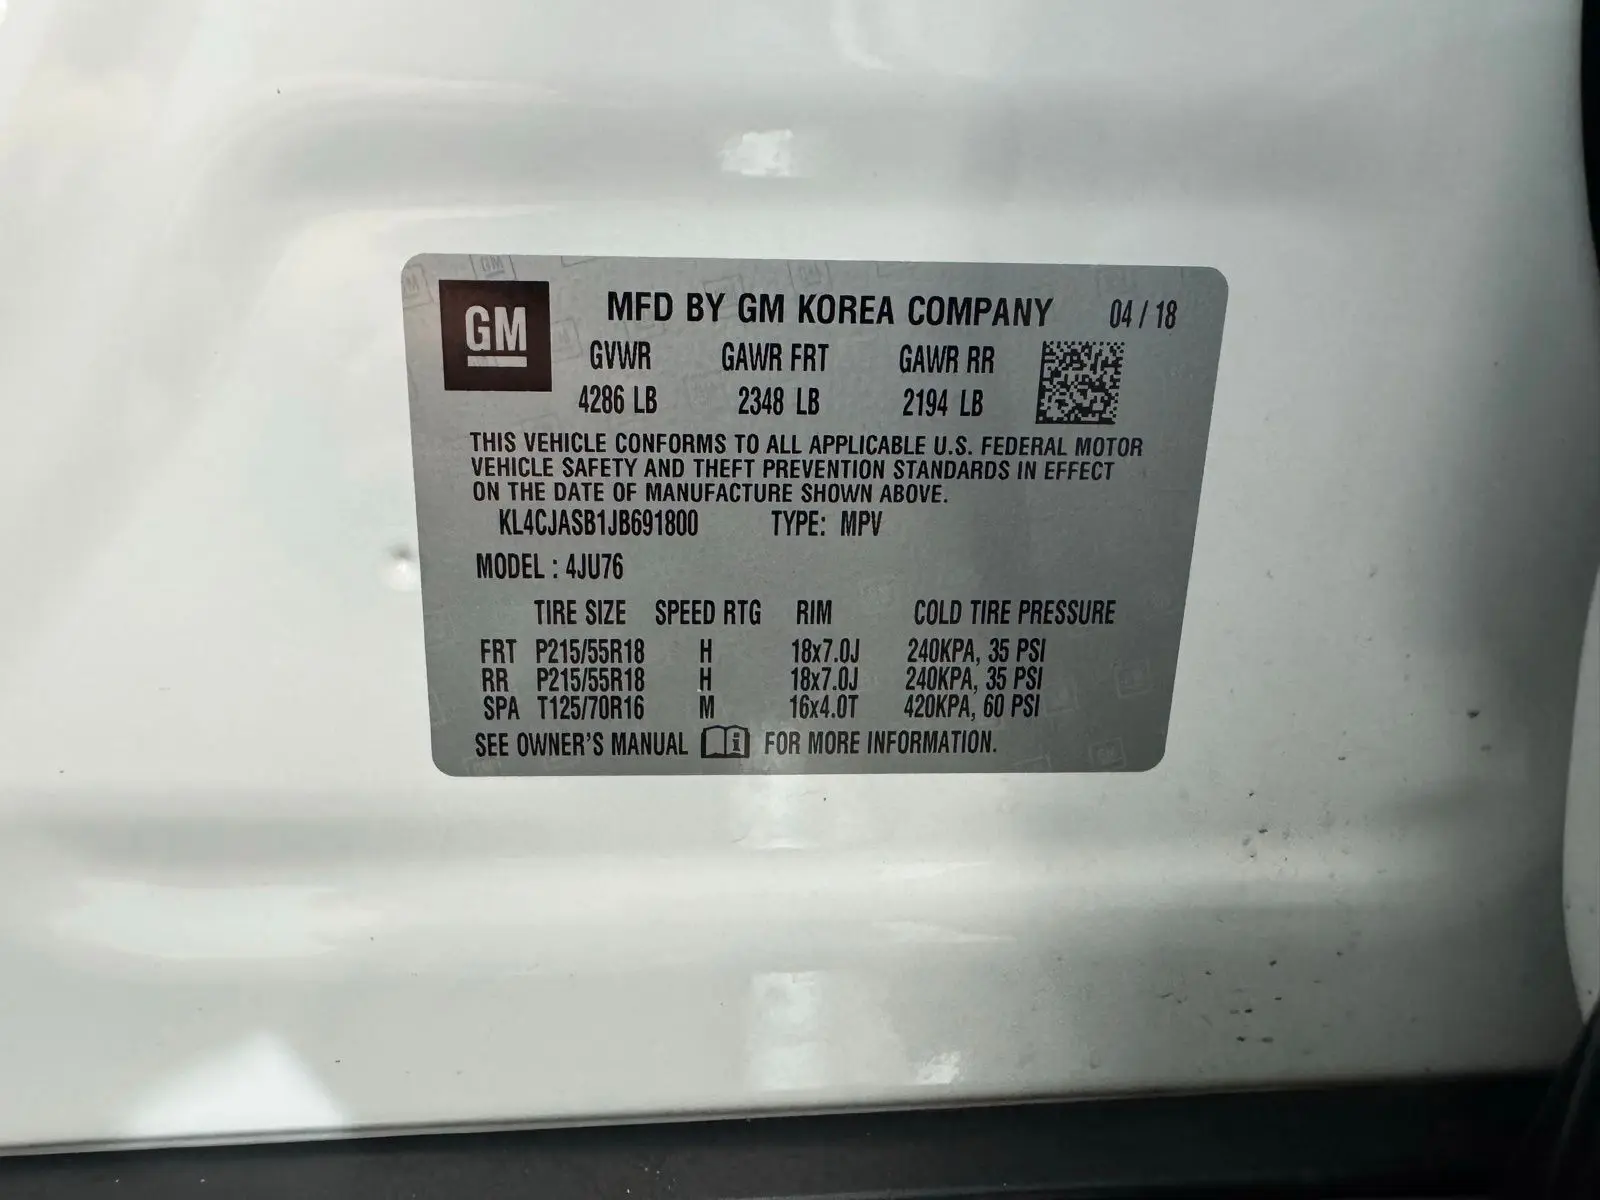 GM
MFD BY GM KOREA COMPANY 04 / 18
GVWR GAWR FRT GAWR RR
4286 LB 2348 LB 2194 LB
THIS VEHICLE CONFORMS TO ALL APPLICABLE U.S. FEDERAL MOTOR
VEHICLE SAFETY AND THEFT PREVENTION STANDARDS IN EFFECT
ON THE DATE OF MANUFACTURE SHOWN ABOVE.
KL4CJASB1JB691800 TYPE: MPV
MODEL : 4JU76
TIRE SIZE SPEED RTG RIM COLD TIRE PRESSURE
FRT P215/55R18 H 18x7.0J 240KPA, 35 PSI
RR P215/55R18 H 18x7.0J 240KPA, 35 PSI
SPA T125/70R16 M 16x4.0T 420KPA, 60 PSI
SEE OWNER'S MANUAL FOR MORE INFORMATION.